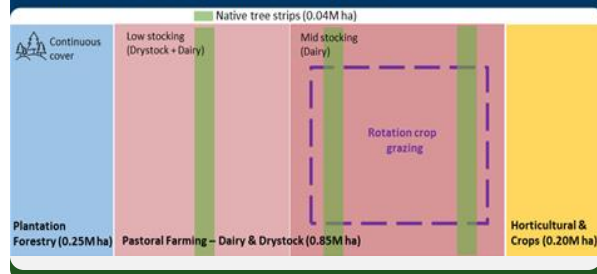 Native tree strips (0.04M ha)
Continuous
cover
Low stocking
(Drystock + Dairy)
Mid stocking
(Dairy)
Rotation crop
grazing
Plantation
Forestry (0.25M ha)
Pastoral Farming – Dairy & Drystock (0.85M ha)
Horticultural &
Crops (0.20M ha)